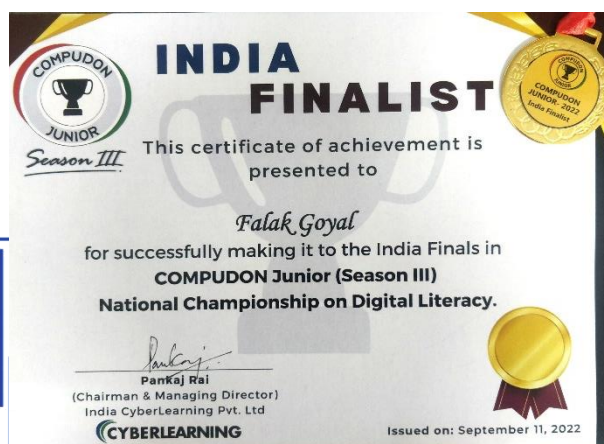 COMPUDON
JUNIOR
Season III
INDIA
FINALIST
COMPUDON
JUNIOR- 2022
India Finalist
This certificate of achievement is
presented to
Falak Goyal
for successfully making it to the India Finals in
COMPUDON Junior (Season III)
National Championship on Digital Literacy.
Pankaj
Pankaj Rai
(Chairman & Managing Director)
India CyberLearning Pvt. Ltd
CYBERLEARNING
Issued on: September 11, 2022